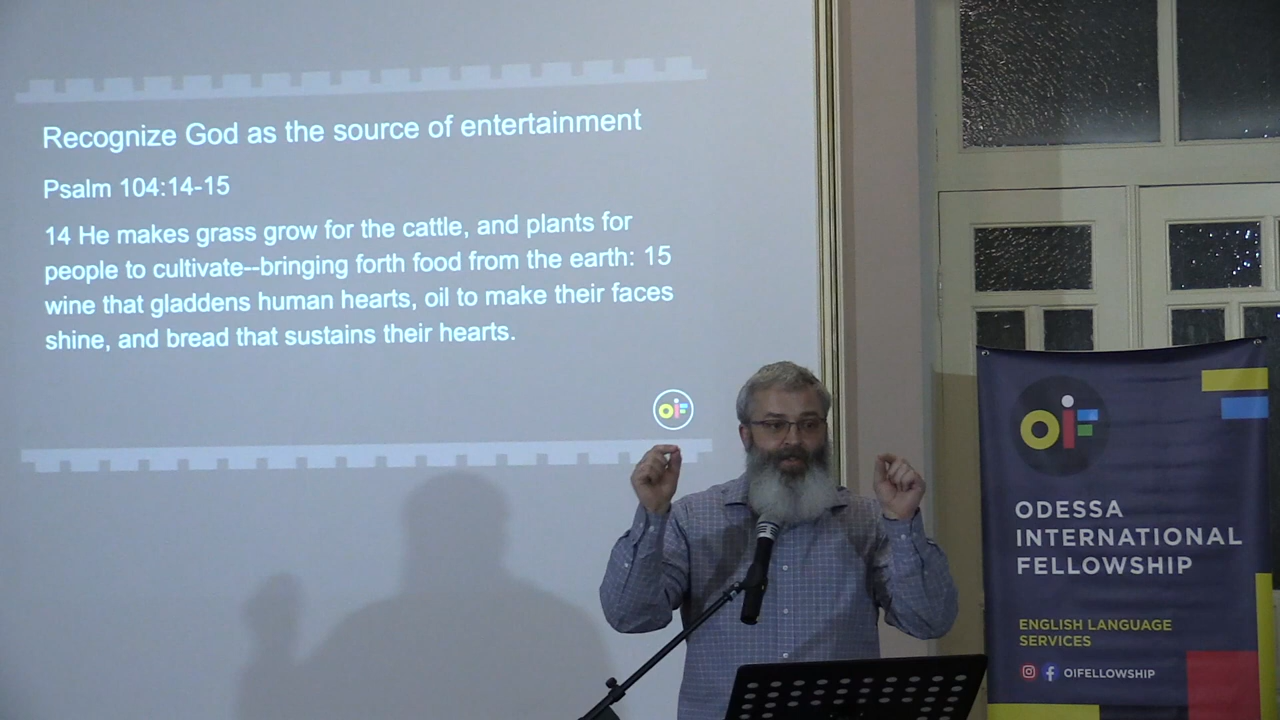 Recognize God as the source of entertainment
Psalm 104:14-15
14 He makes grass grow for the cattle, and plants for
people to cultivate--bringing forth food from the earth: 15
wine that gladdens human hearts, oil to make their faces
shine, and bread that sustains their hearts.
OIF
OIF
ODESSA
INTERNATIONAL
FELLOWSHIP
ENGLISH LANGUAGE
SERVICES
OIFELLOWSHIP